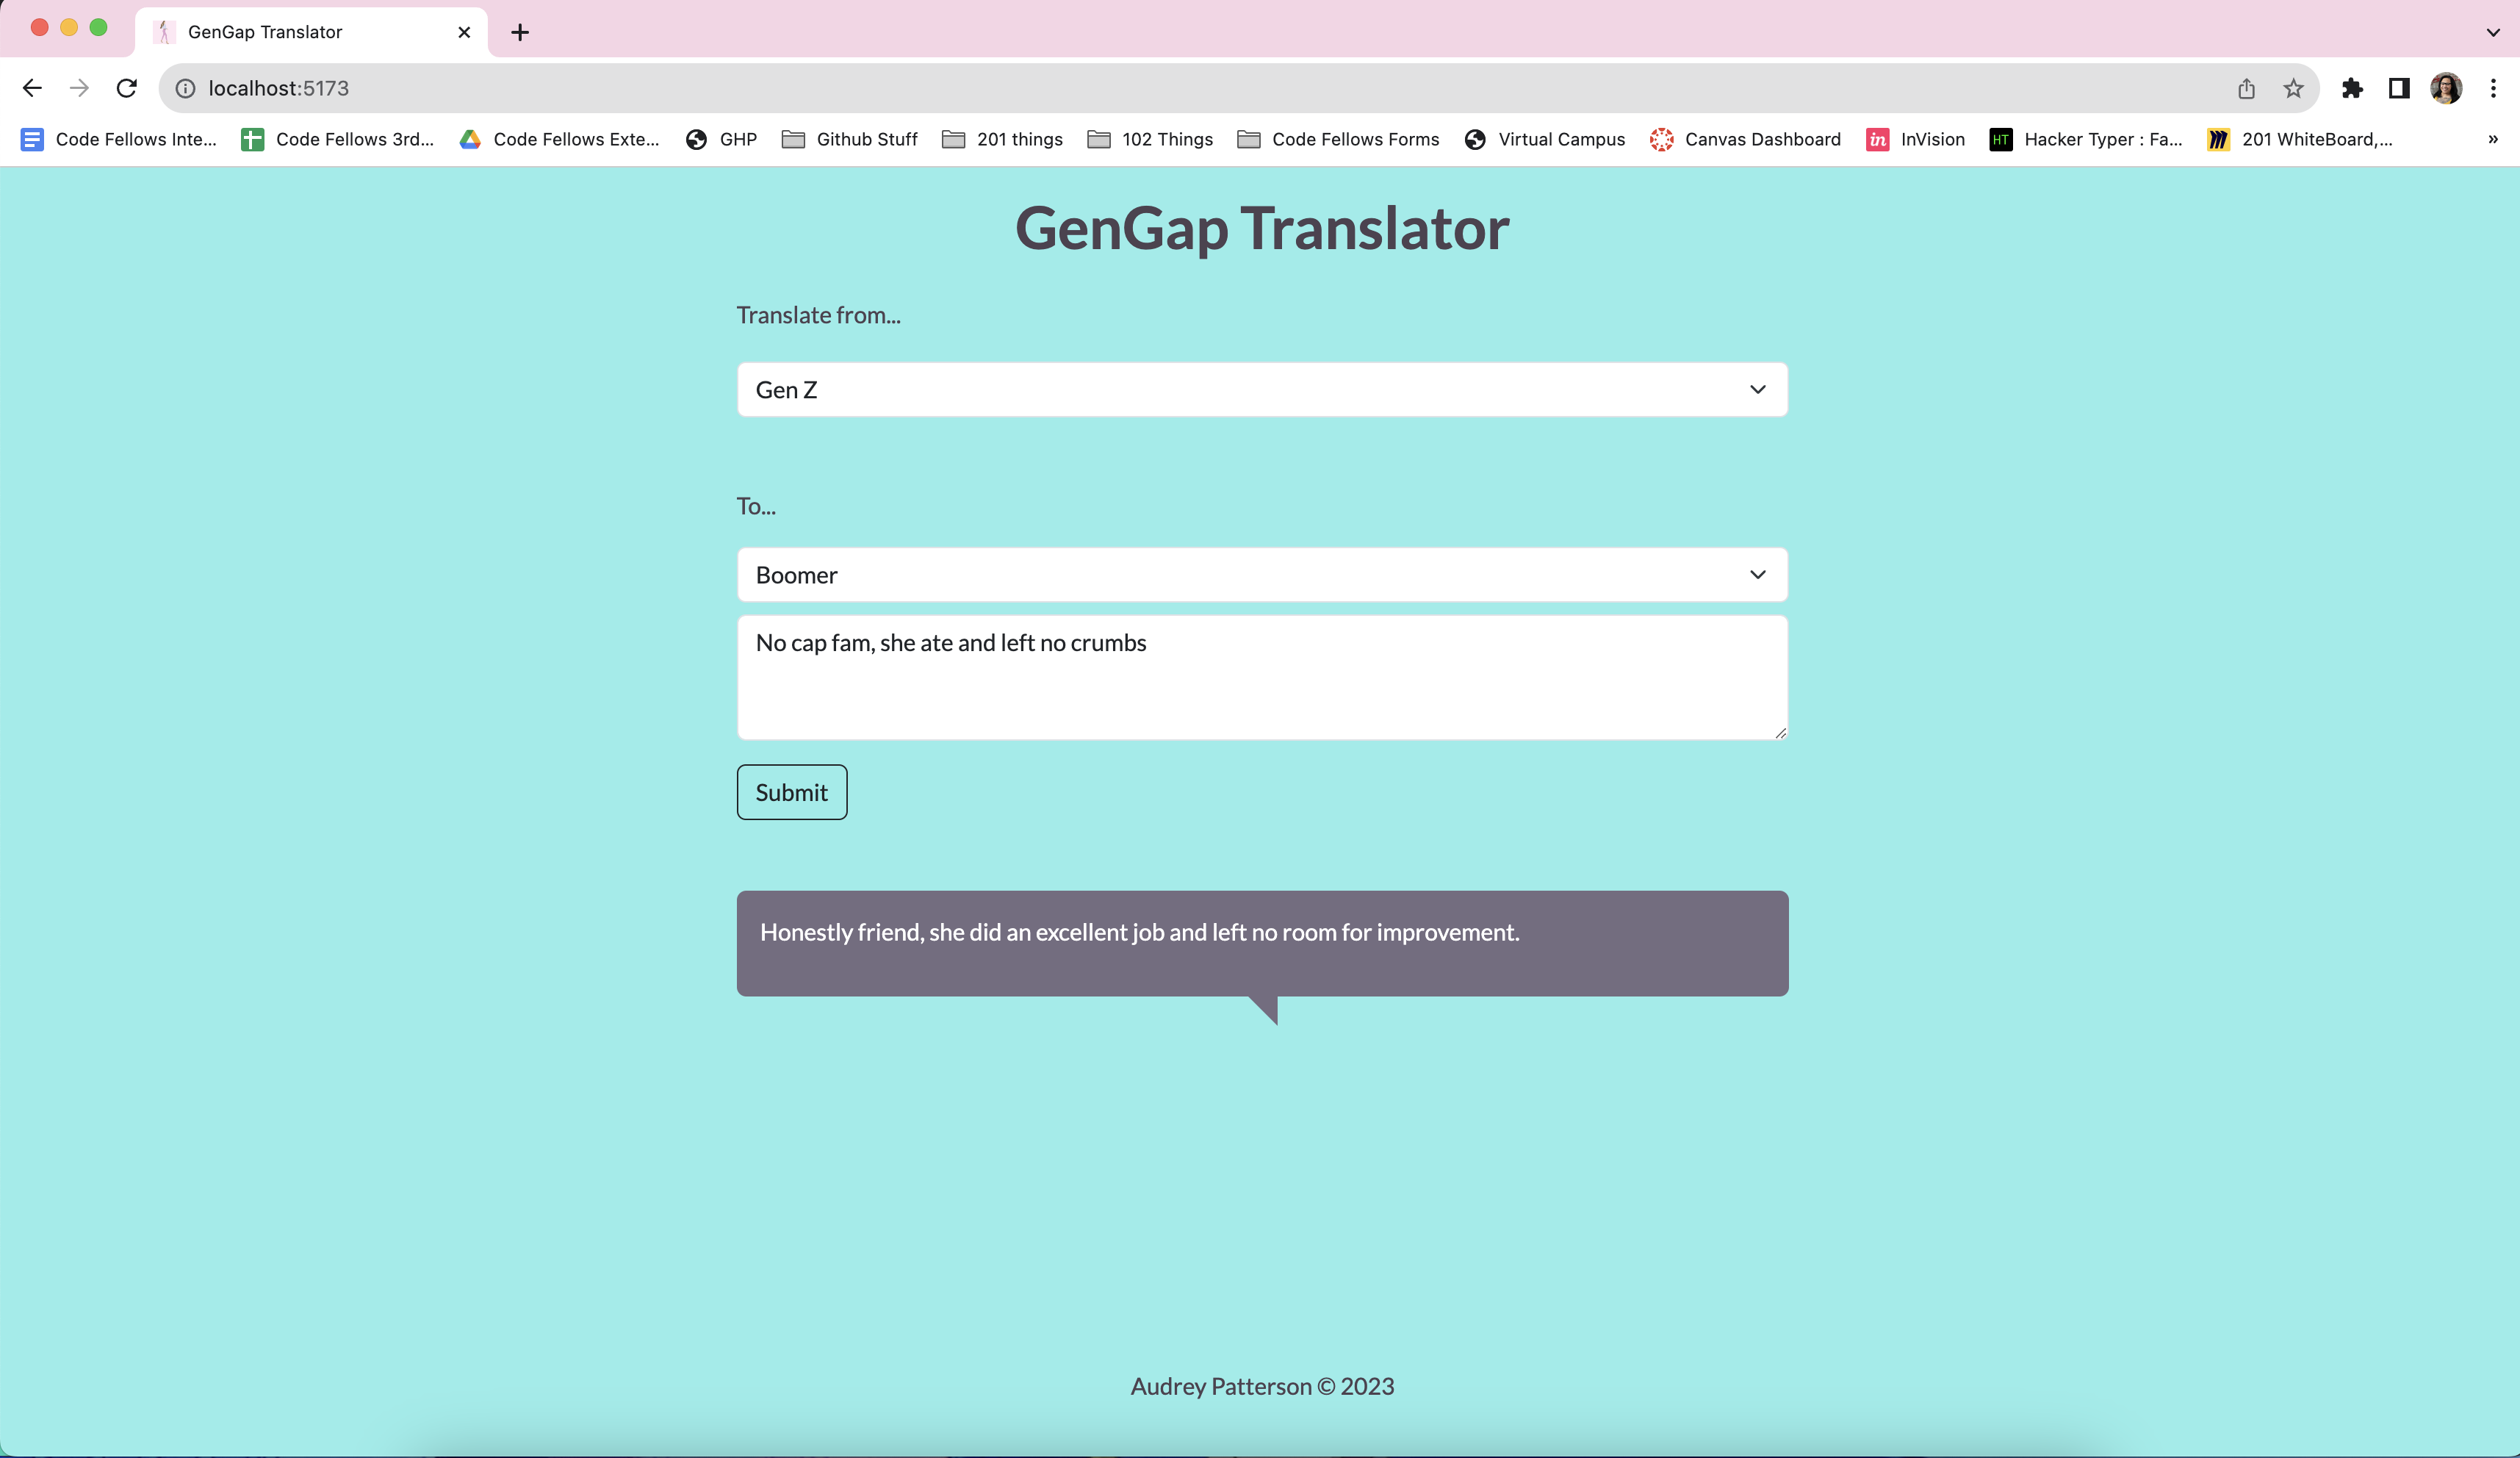 GenGap Translator
localhost:5173
Code Fellows Inte... Code Fellows 3rd... Code Fellows Exte... GHP Github Stuff 201 things 102 Things Code Fellows Forms Virtual Campus Canvas Dashboard in InVision HT Hacker Typer : Fa... 201 WhiteBoard,... »
GenGap Translator
Translate from...
Gen Z
To...
Boomer
No cap fam, she ate and left no crumbs
Submit
Honestly friend, she did an excellent job and left no room for improvement.
Audrey Patterson © 2023